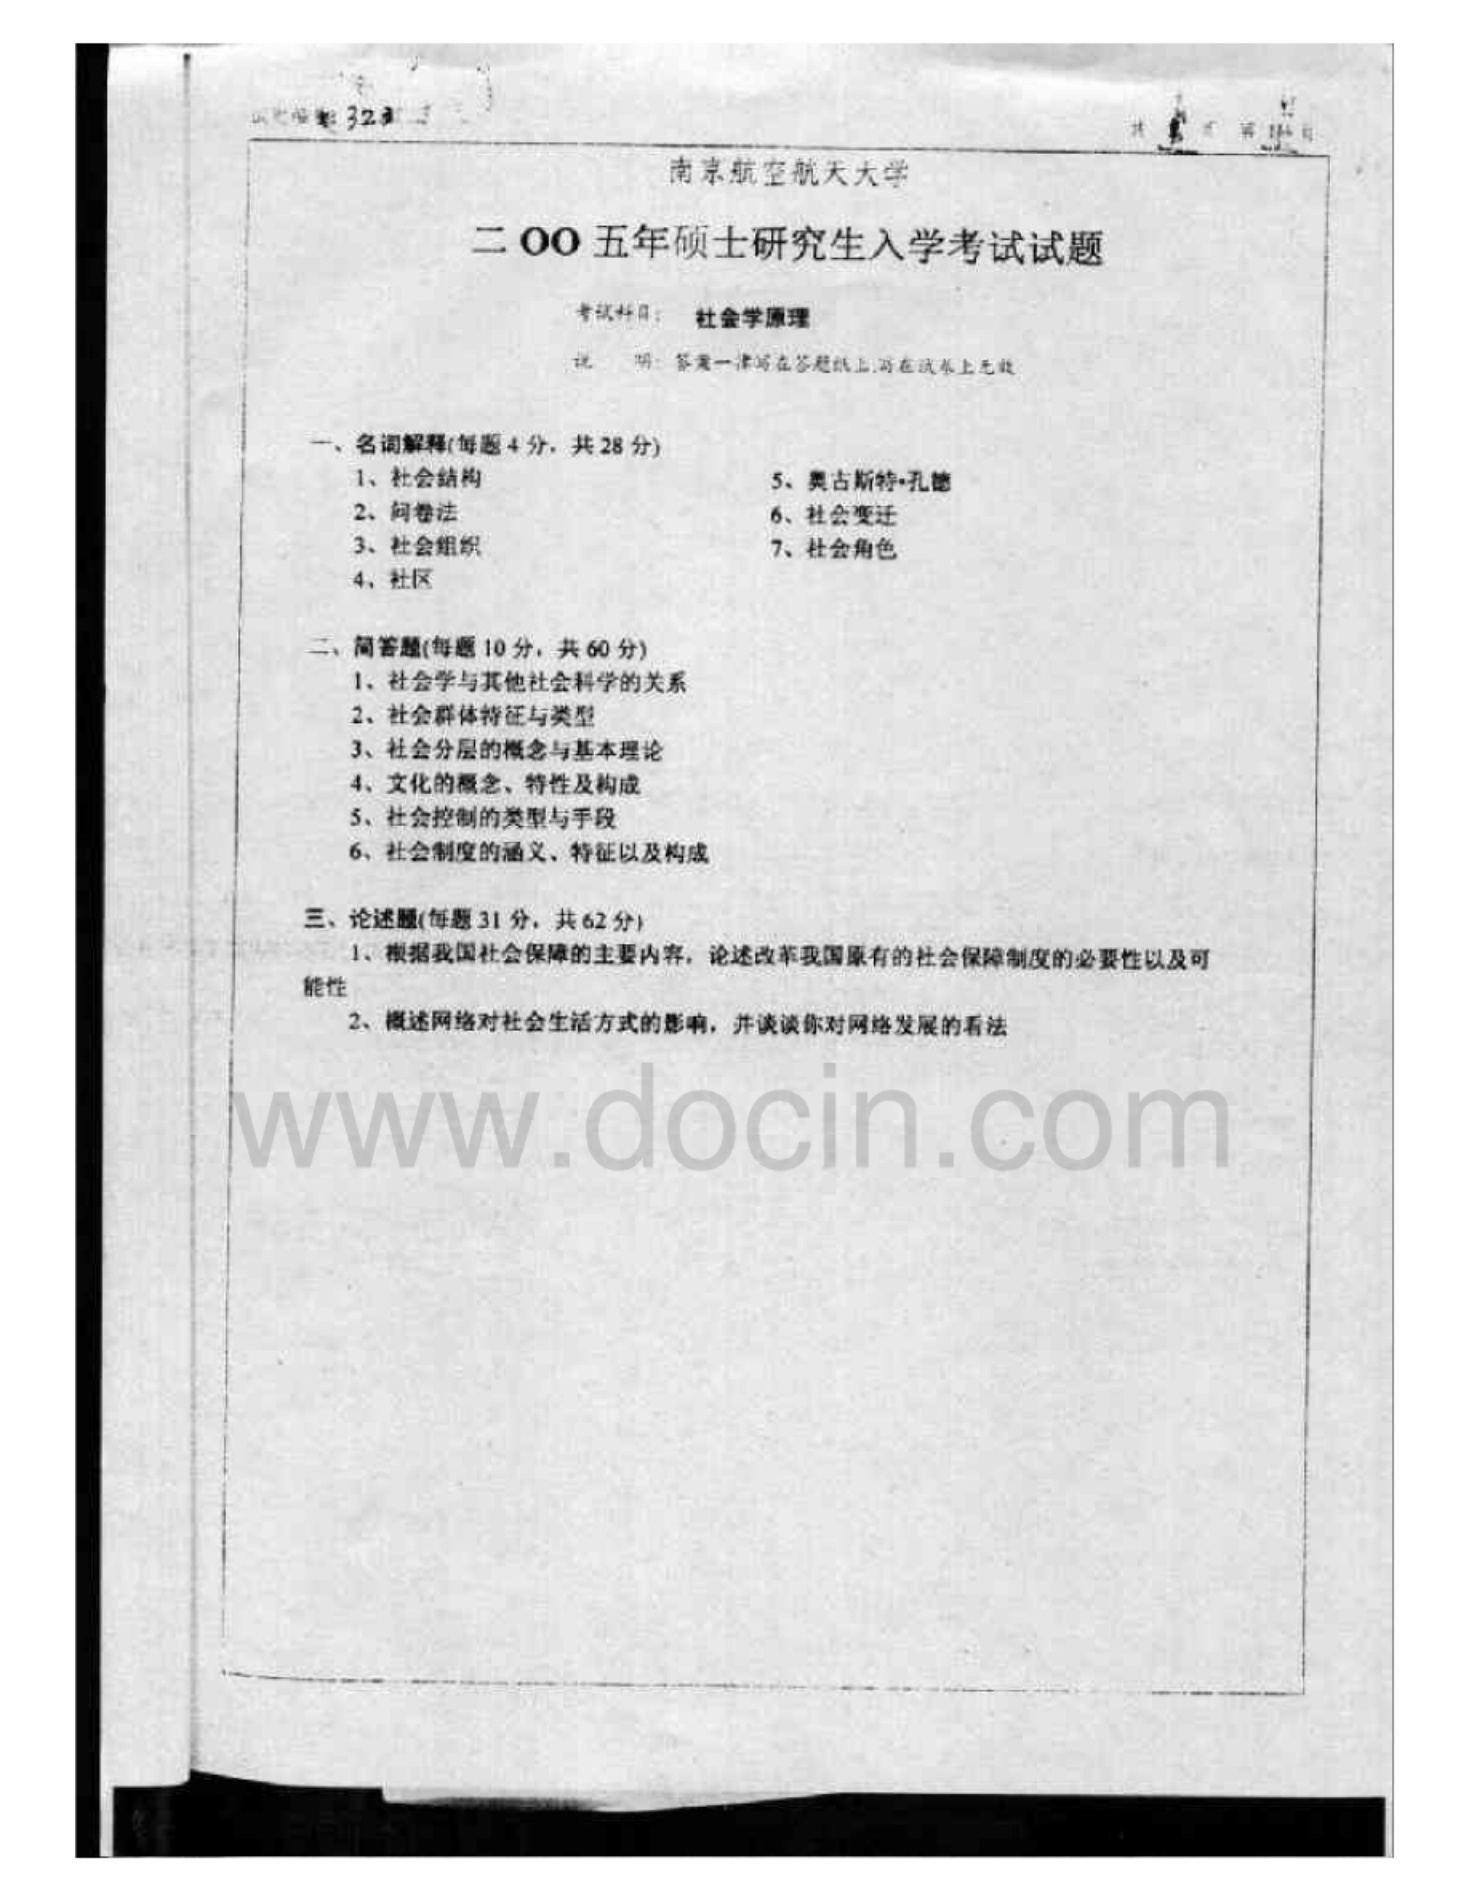 323
共 页 第 页
南京航空航天大学
二OO五年硕士研究生入学考试试题
考试科目： 社会学原理
说 明：答案一律写在答题纸上,写在试卷上无效
一、名词解释(每题 4 分，共 28 分)
1、社会结构 5、奥古斯特•孔德
2、问卷法 6、社会变迁
3、社会组织 7、社会角色
4、社区
二、简答题(每题 10 分，共 60 分)
1、社会学与其他社会科学的关系
2、社会群体特征与类型
3、社会分层的概念与基本理论
4、文化的概念、特性及构成
5、社会控制的类型与手段
6、社会制度的涵义、特征以及构成
三、论述题(每题 31 分，共 62 分)
1、根据我国社会保障的主要内容，论述改革我国原有的社会保障制度的必要性以及可
能性
2、概述网络对社会生活方式的影响，并谈谈你对网络发展的看法
www.docin.com